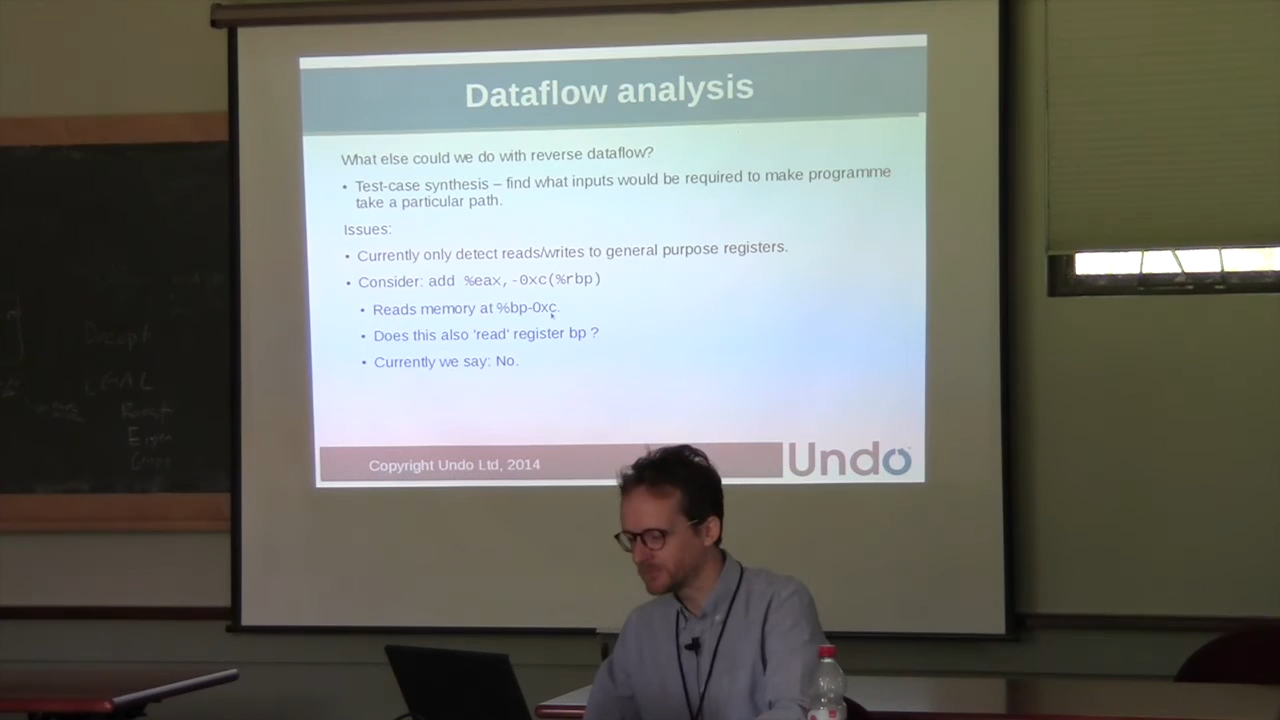 Dataflow analysis
What else could we do with reverse dataflow?
• Test-case synthesis – find what inputs would be required to make programme
take a particular path.
Issues:
• Currently only detect reads/writes to general purpose registers.
• Consider: add %eax,-0xc(%rbp)
• Reads memory at %bp-0xc.
• Does this also 'read' register bp ?
• Currently we say: No.
Copyright Undo Ltd, 2014
Undo